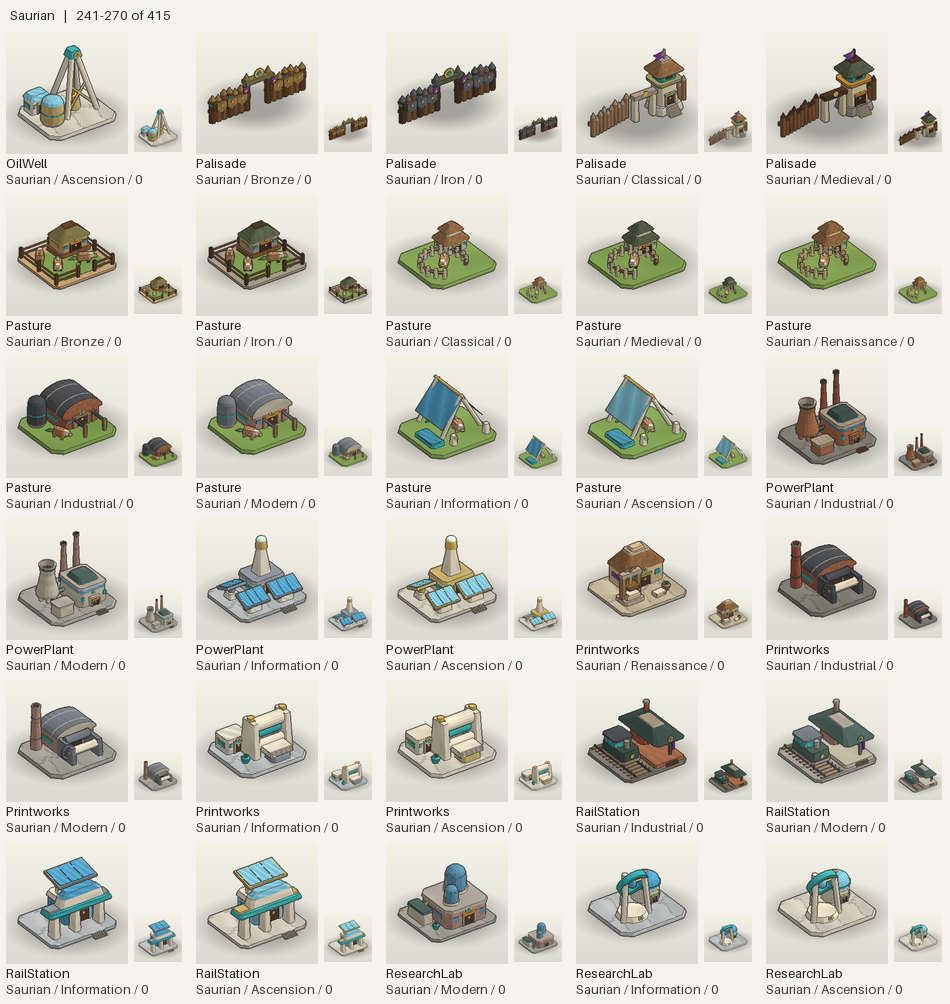 Saurian | 241-270 of 415
OilWell
Saurian / Ascension / 0
Palisade
Saurian / Bronze / 0
Palisade
Saurian / Iron / 0
Palisade
Saurian / Classical / 0
Palisade
Saurian / Medieval / 0
Pasture
Saurian / Bronze / 0
Pasture
Saurian / Iron / 0
Pasture
Saurian / Classical / 0
Pasture
Saurian / Medieval / 0
Pasture
Saurian / Renaissance / 0
Pasture
Saurian / Industrial / 0
Pasture
Saurian / Modern / 0
Pasture
Saurian / Information / 0
Pasture
Saurian / Ascension / 0
PowerPlant
Saurian / Industrial / 0
PowerPlant
Saurian / Modern / 0
PowerPlant
Saurian / Information / 0
PowerPlant
Saurian / Ascension / 0
Printworks
Saurian / Renaissance / 0
Printworks
Saurian / Industrial / 0
Printworks
Saurian / Modern / 0
Printworks
Saurian / Information / 0
Printworks
Saurian / Ascension / 0
RailStation
Saurian / Industrial / 0
RailStation
Saurian / Modern / 0
RailStation
Saurian / Information / 0
RailStation
Saurian / Ascension / 0
ResearchLab
Saurian / Modern / 0
ResearchLab
Saurian / Information / 0
ResearchLab
Saurian / Ascension / 0